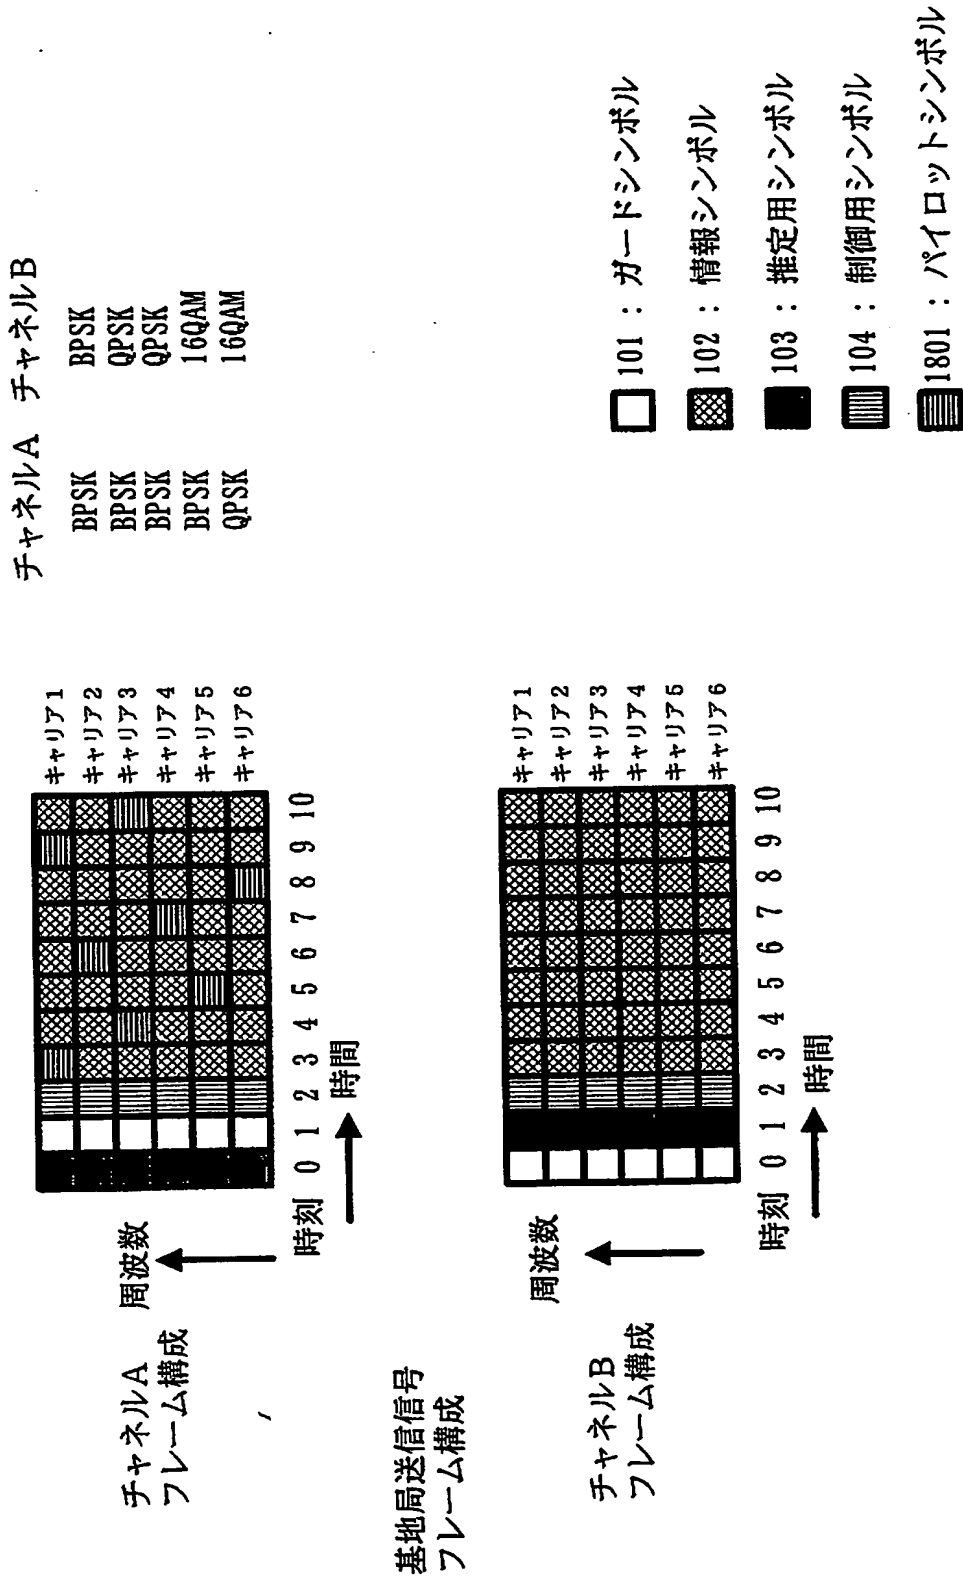 チャネルA
フレーム構成
周波数
キャリア1
キャリア2
キャリア3
キャリア4
キャリア5
キャリア6
時刻 0 1 2 3 4 5 6 7 8 9 10
時間
チャネルA チャネルB
BPSK BPSK
BPSK QPSK
BPSK QPSK
BPSK 16QAM
QPSK 16QAM
基地局送信信号
フレーム構成
チャネルB
フレーム構成
周波数
キャリア1
キャリア2
キャリア3
キャリア4
キャリア5
キャリア6
時刻 0 1 2 3 4 5 6 7 8 9 10
時間
101 : ガードシンボル
102 : 情報シンボル
103 : 推定用シンボル
104 : 制御用シンボル
1801 : パイロットシンボル